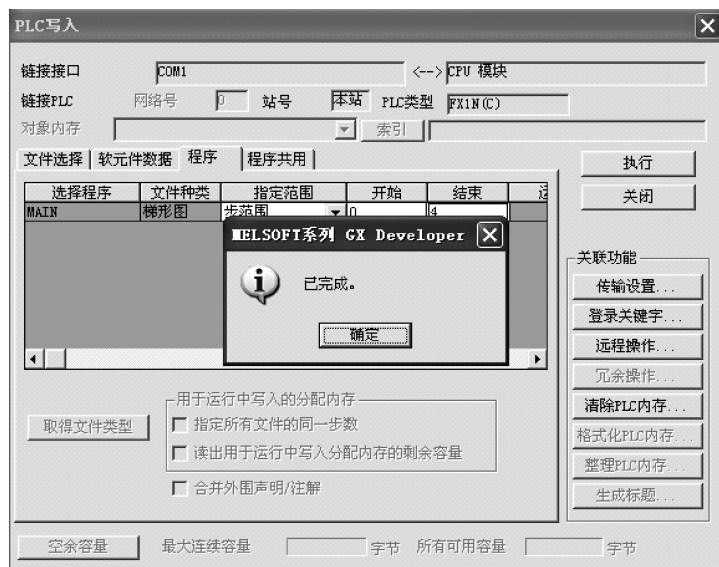 PLC写入
链接接口 COM1 <--> CPU 模块
链接PLC 网络号 0 站号 本站 PLC类型 FX1N(C)
对象内存 索引
文件选择 软元件数据 程序 程序共用
执行
选择程序 文件种类 指定范围 开始 结束
关闭
MAIN 梯形图 步范围 0 4
MELSOFT系列 GX Developer
已完成。
确定
关联功能
传输设置...
登录关键字...
远程操作...
冗余操作...
清除PLC内存...
格式化PLC内存...
整理PLC内存...
生成标题...
用于运行中写入的分配内存
取得文件类型
指定所有文件的同一步数
读出用于运行中写入分配内存的剩余容量
合并外围声明/注解
空余容量 最大连续容量 字节 所有可用容量 字节